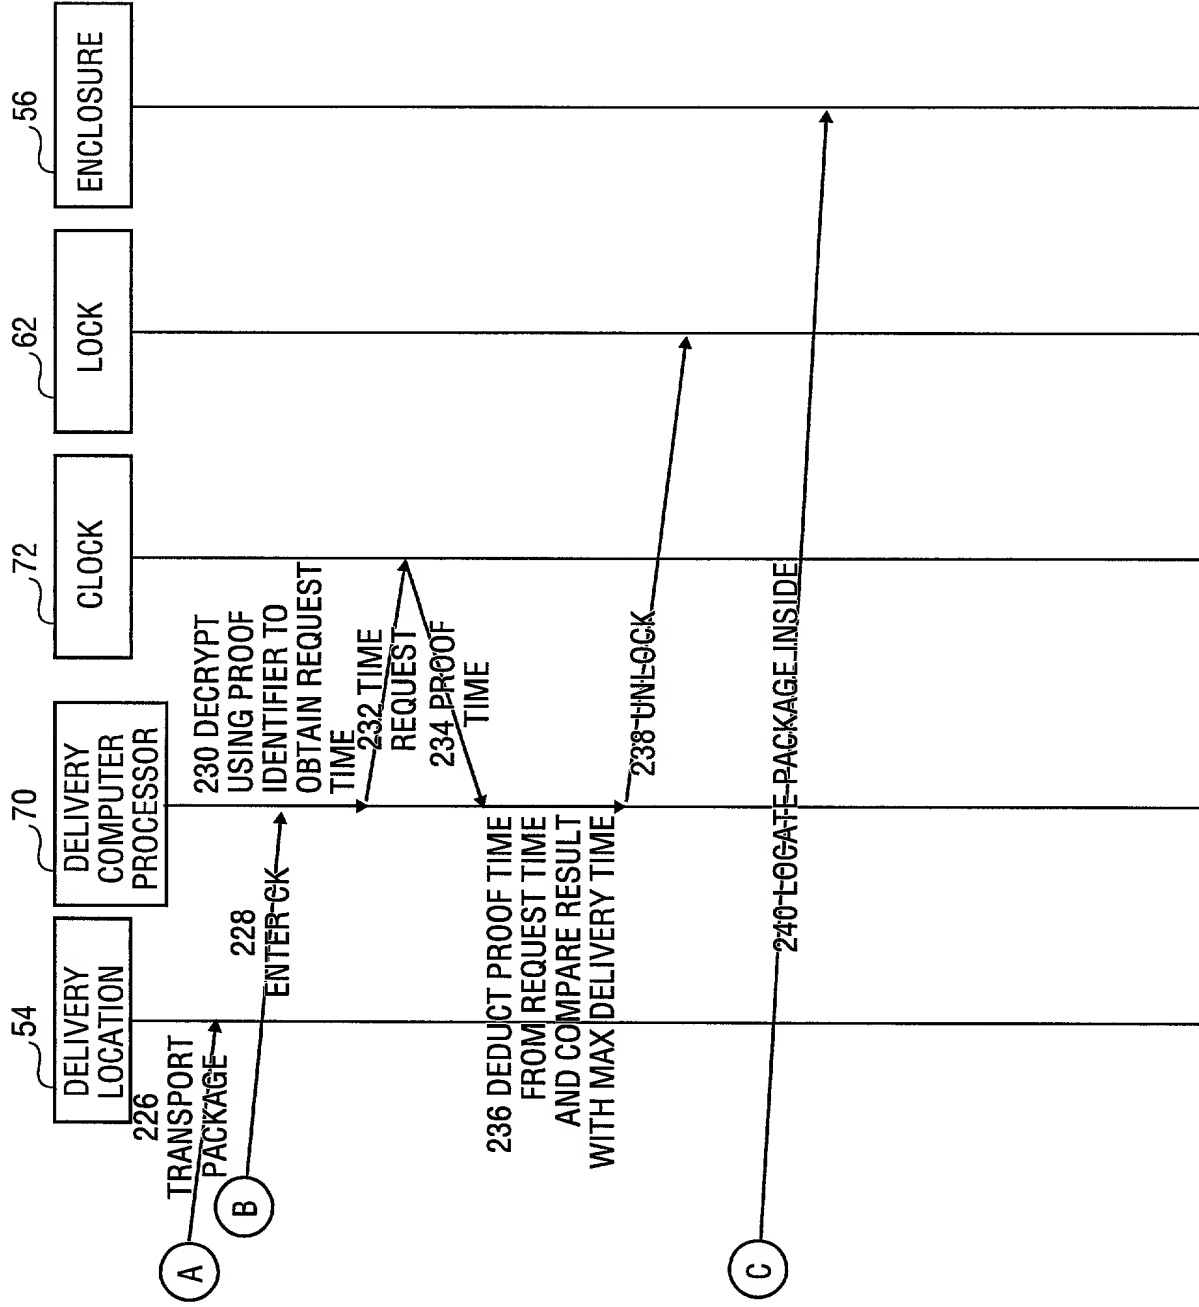 54
DELIVERY
LOCATION
70
DELIVERY
COMPUTER
PROCESSOR
72
CLOCK
62
LOCK
56
ENCLOSURE
A
226
TRANSPORT
PACKAGE
B
228
ENTER CK
230 DECRYPT
USING PROOF
IDENTIFIER TO
OBTAIN REQUEST
TIME
232 TIME
REQUEST
234 PROOF
TIME
236 DEDUCT PROOF TIME
FROM REQUEST TIME
AND COMPARE RESULT
WITH MAX DELIVERY TIME
238 UNLOCK
C
240 LOCATE PACKAGE INSIDE